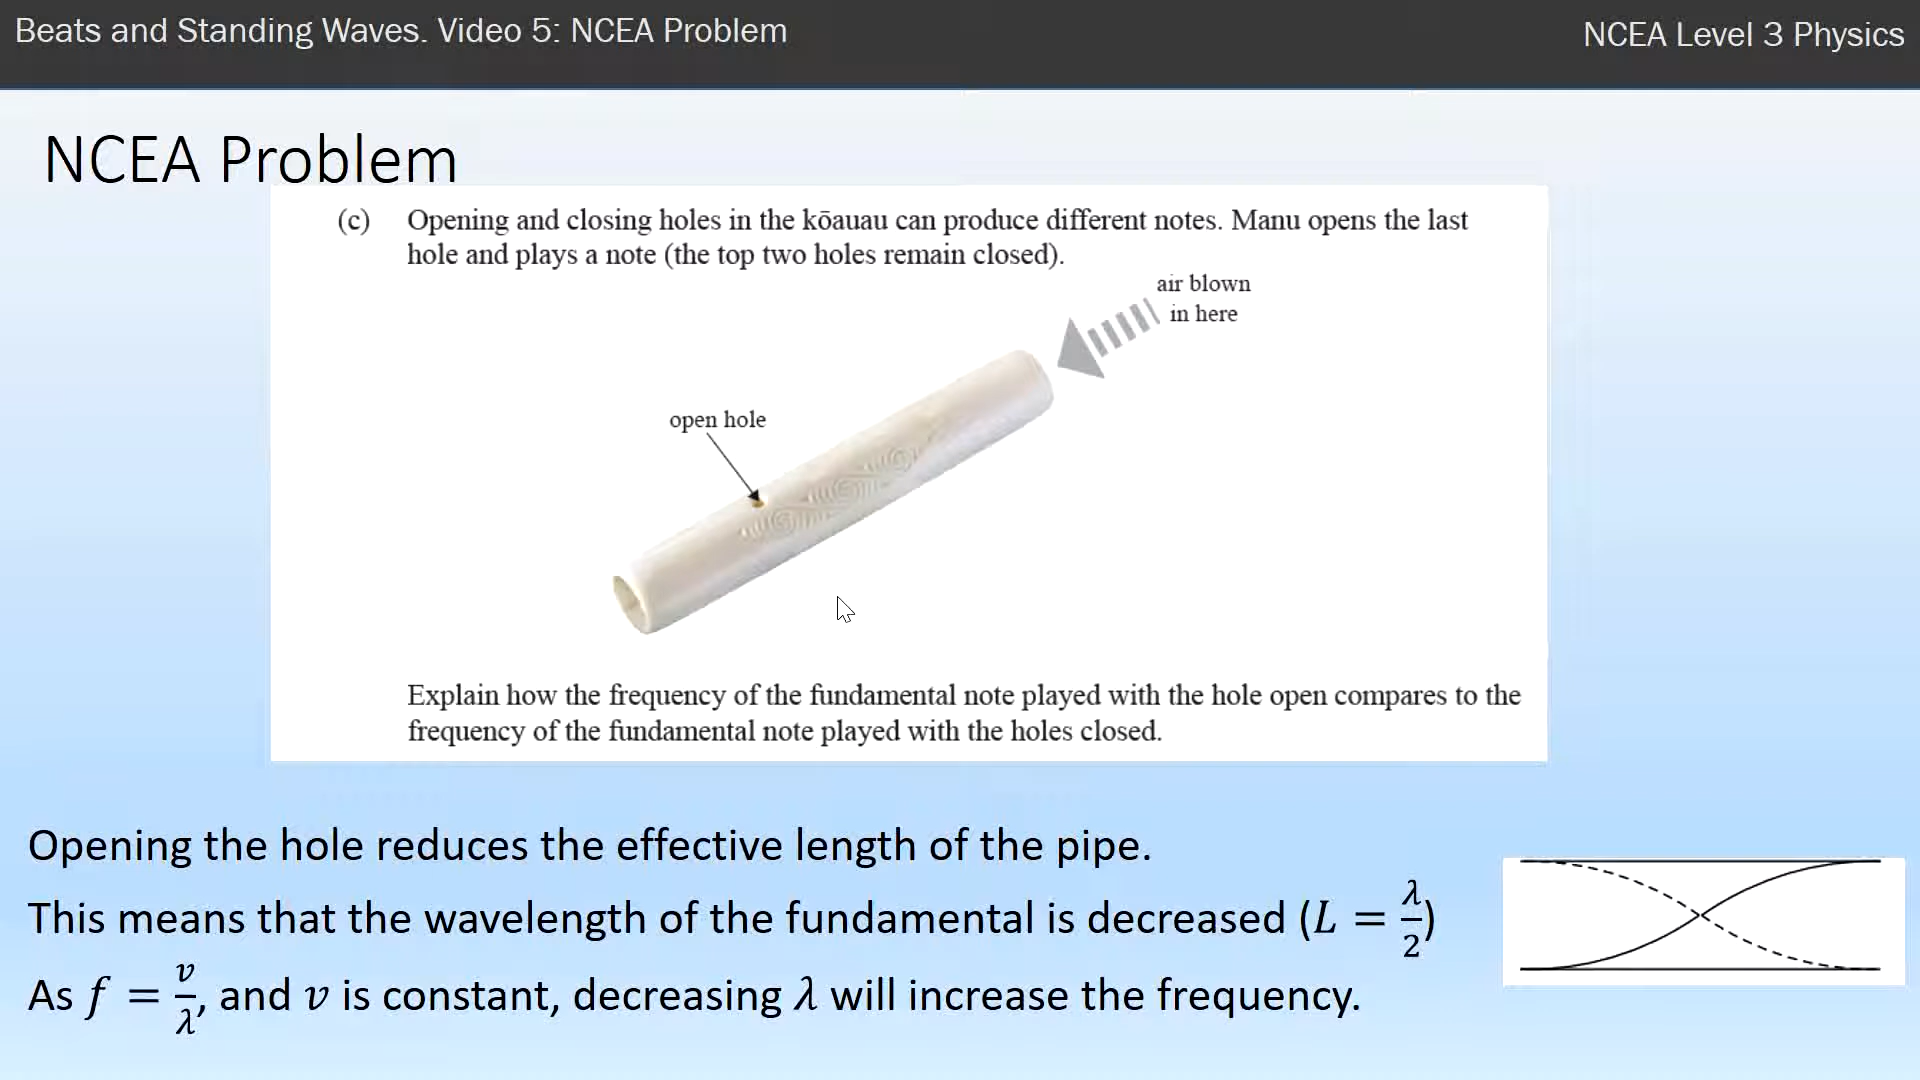 Beats and Standing Waves. Video 5: NCEA Problem
NCEA Level 3 Physics
NCEA Problem
(c) Opening and closing holes in the kōauau can produce different notes. Manu opens the last
hole and plays a note (the top two holes remain closed).
air blown
in here
open hole
Explain how the frequency of the fundamental note played with the hole open compares to the
frequency of the fundamental note played with the holes closed.
Opening the hole reduces the effective length of the pipe.
This means that the wavelength of the fundamental is decreased (L = λ/2)
As f = v/λ, and v is constant, decreasing λ will increase the frequency.